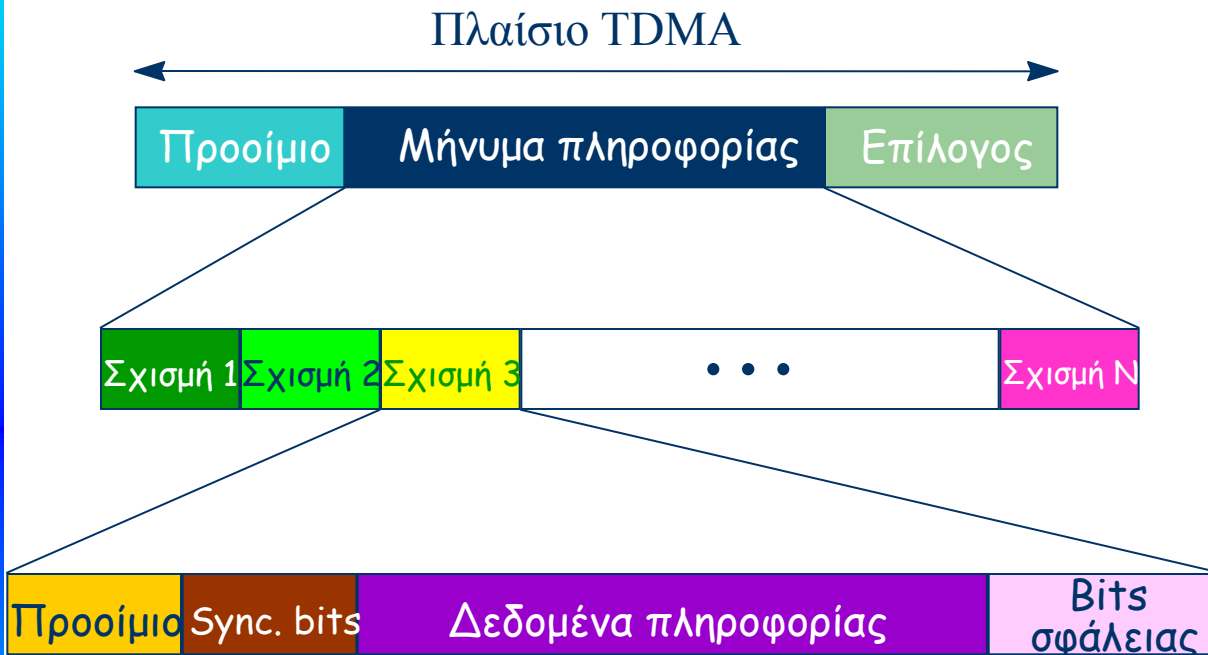 Πλαίσιο TDMA
Προοίμιο Μήνυμα πληροφορίας Επίλογος
Σχισμή 1 Σχισμή 2 Σχισμή 3 • • • Σχισμή N
Προοίμιο Sync. bits Δεδομένα πληροφορίας Bits
σφάλειας